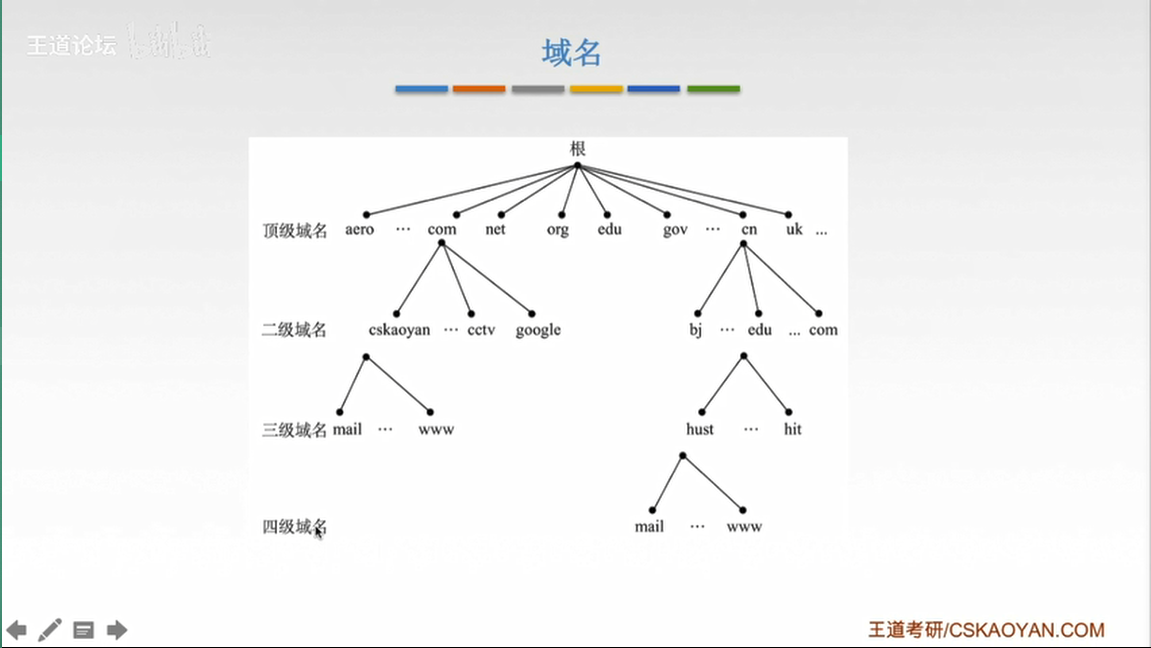 王道论坛
域名
根
顶级域名 aero … com net org edu gov … cn uk ...
二级域名 cskaoyan … cctv google bj … edu ... com
三级域名 mail … www hust … hit
四级域名 mail … www
王道考研/CSKAOYAN.COM